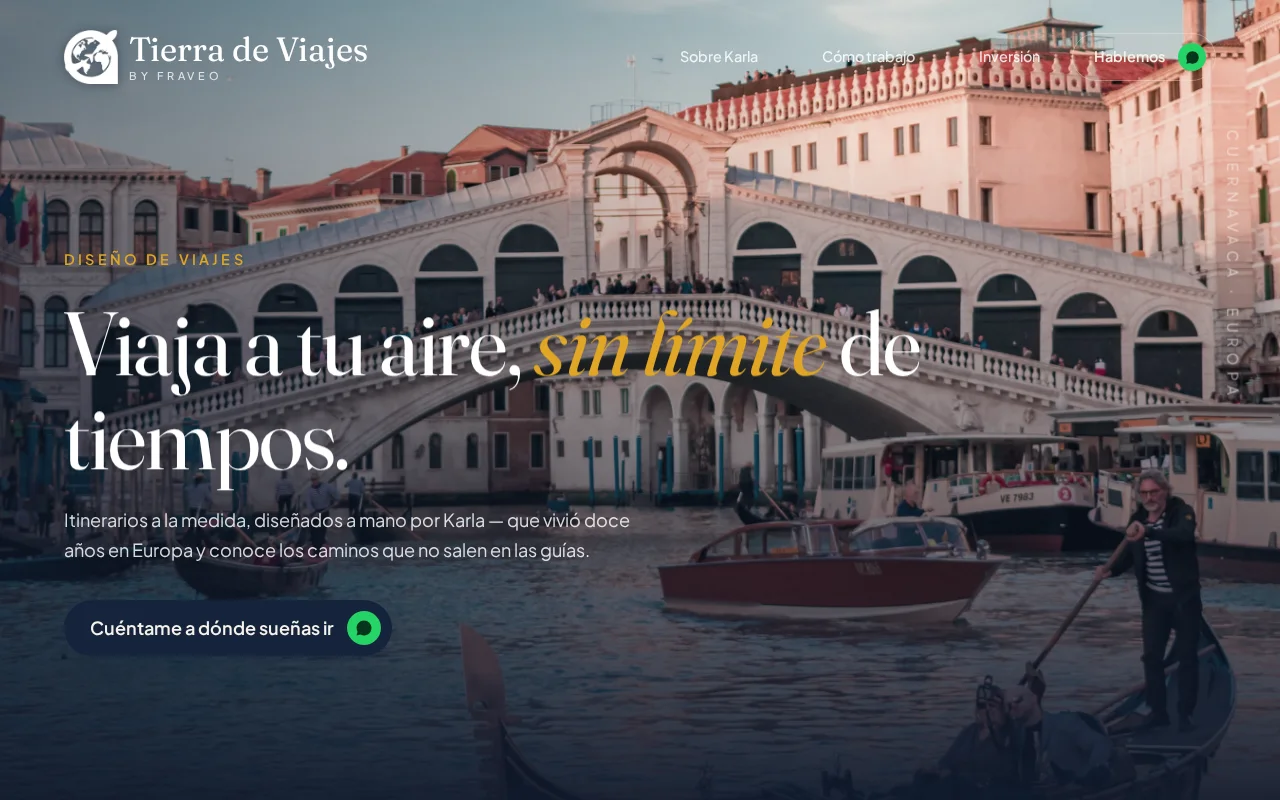 Tierra de Viajes
BY FRAVEO
Sobre Karla
Cómo trabajo
Inversión
Hablemos
CUERNAVACA · EUROPA
DISEÑO DE VIAJES
Viaja a tu aire, sin límite de
tiempos.
Itinerarios a la medida, diseñados a mano por Karla — que vivió doce
años en Europa y conoce los caminos que no salen en las guías.
Cuéntame a dónde sueñas ir
VE 7983